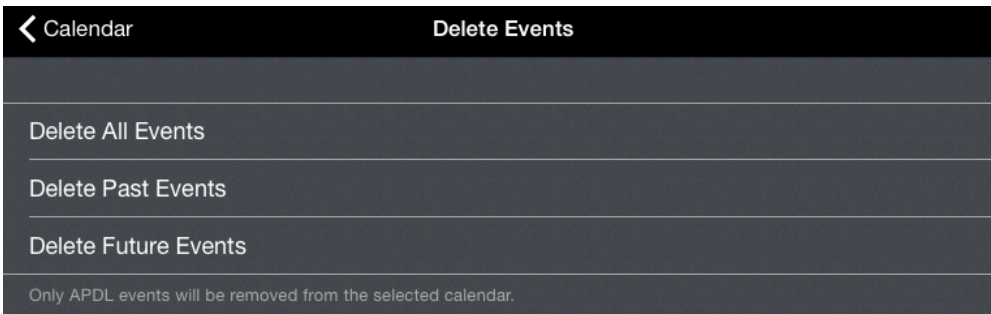 Calendar
Delete Events
Delete All Events
Delete Past Events
Delete Future Events
Only APDL events will be removed from the selected calendar.